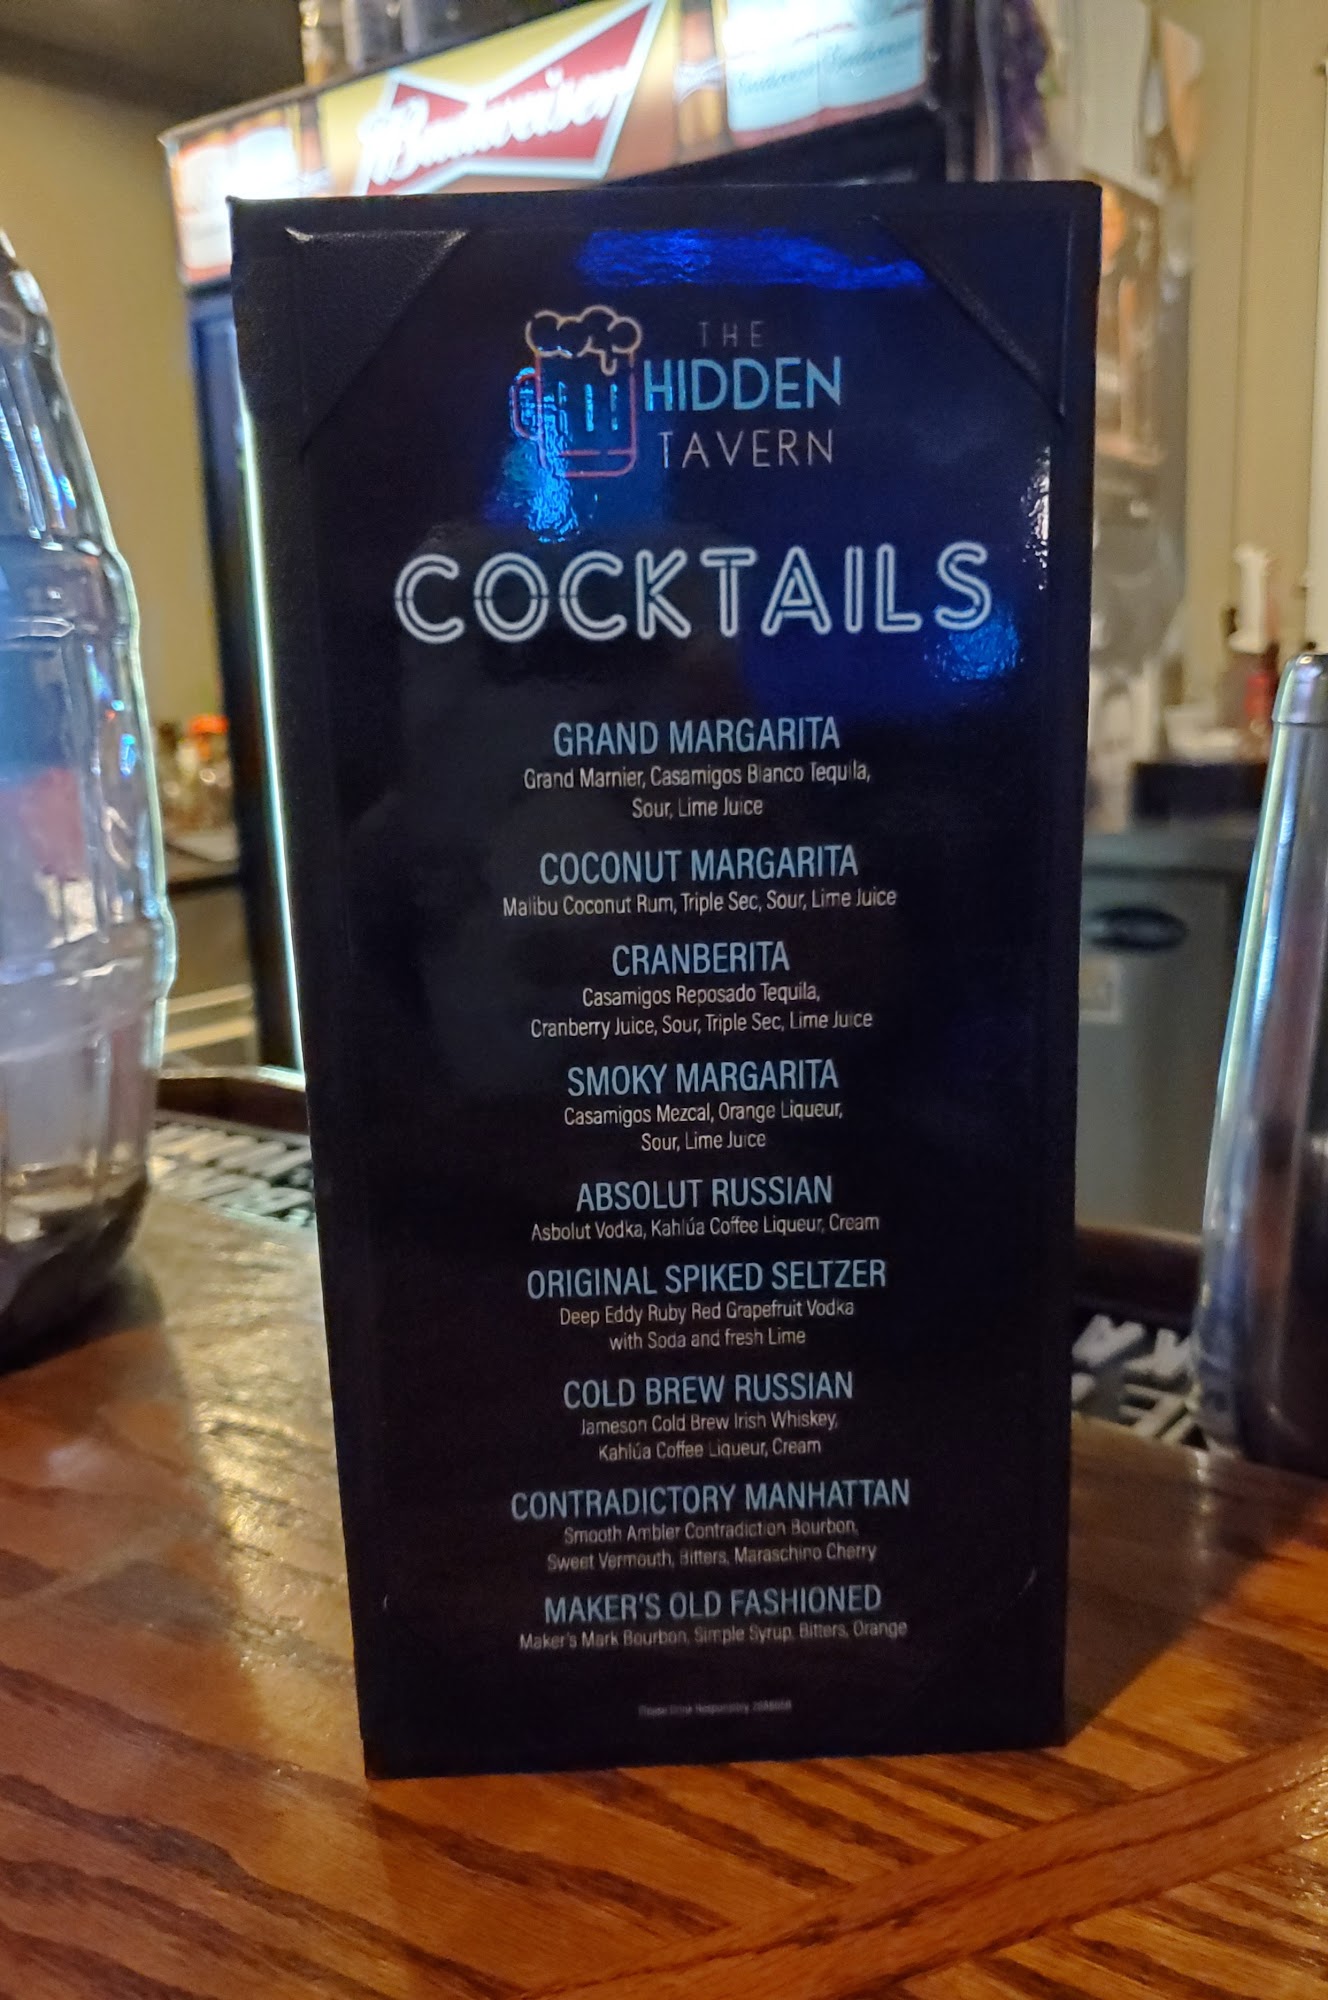 Budweiser
THE
HIDDEN
TAVERN
COCKTAILS
GRAND MARGARITA
Grand Marnier, Casamigos Blanco Tequila,
Sour, Lime Juice
COCONUT MARGARITA
Malibu Coconut Rum, Triple Sec, Sour, Lime Juice
CRANBERITA
Casamigos Reposado Tequila,
Cranberry Juice, Sour, Triple Sec, Lime Juice
SMOKY MARGARITA
Casamigos Mezcal, Orange Liqueur,
Sour, Lime Juice
ABSOLUT RUSSIAN
Asbolut Vodka, Kahlúa Coffee Liqueur, Cream
ORIGINAL SPIKED SELTZER
Deep Eddy Ruby Red Grapefruit Vodka
with Soda and fresh Lime
COLD BREW RUSSIAN
Jameson Cold Brew Irish Whiskey,
Kahlúa Coffee Liqueur, Cream
CONTRADICTORY MANHATTAN
Smooth Ambler Contradiction Bourbon,
Sweet Vermouth, Bitters, Maraschino Cherry
MAKER'S OLD FASHIONED
Maker's Mark Bourbon, Simple Syrup, Bitters, Orange
Please Drink Responsibly